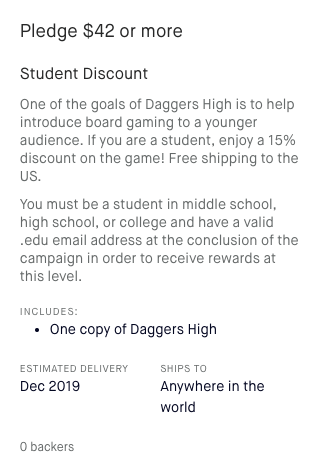 Pledge $42 or more
Student Discount
One of the goals of Daggers High is to help
introduce board gaming to a younger
audience. If you are a student, enjoy a 15%
discount on the game! Free shipping to the
US.
You must be a student in middle school,
high school, or college and have a valid
.edu email address at the conclusion of the
campaign in order to receive rewards at
this level.
INCLUDES:
• One copy of Daggers High
ESTIMATED DELIVERY
Dec 2019
SHIPS TO
Anywhere in the
world
0 backers